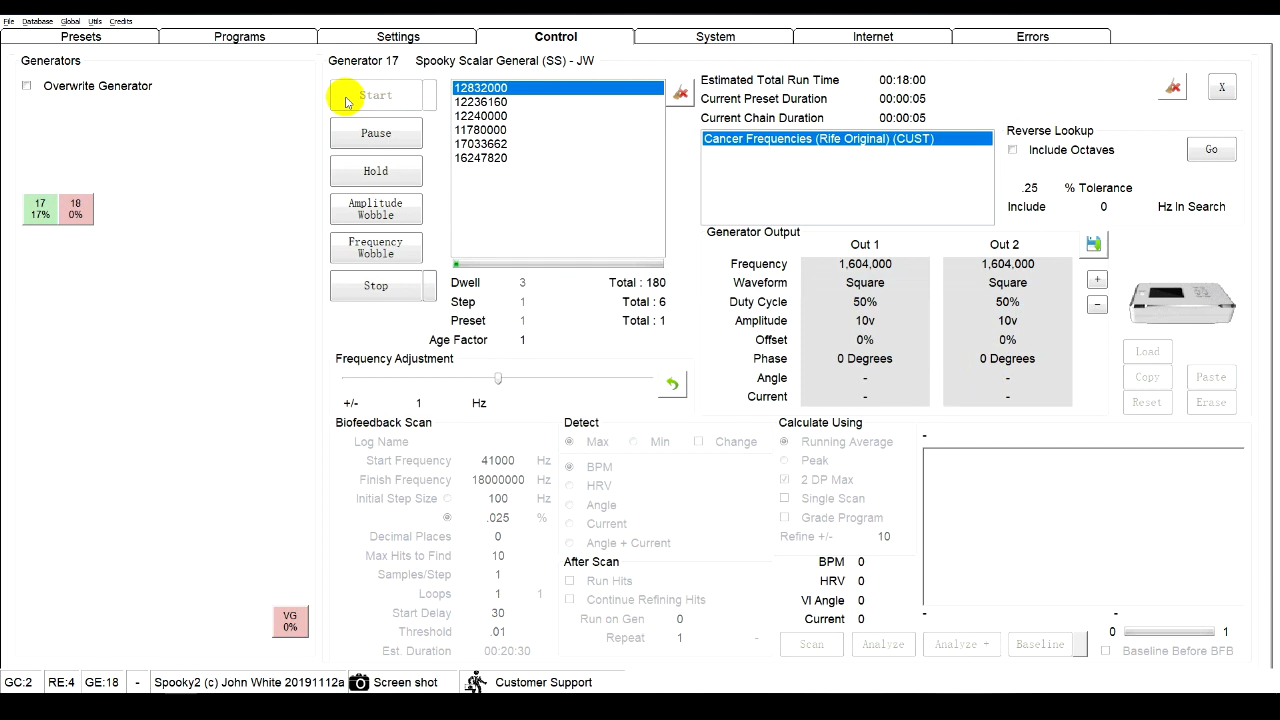 File Database Global Utils Credits
Presets Programs Settings Control System Internet Errors
Generators
Overwrite Generator
17
17%
18
0%
VG
0%
Generator 17 Spooky Scalar General (SS) - JW
Start
Pause
Hold
Amplitude
Wobble
Frequency
Wobble
Stop
12832000
12236160
12240000
11780000
17033662
16247820
Dwell 3 Total : 180
Step 1 Total : 6
Preset 1 Total : 1
Age Factor 1
Frequency Adjustment
+/- 1 Hz
Estimated Total Run Time 00:18:00
Current Preset Duration 00:00:05
Current Chain Duration 00:00:05
Cancer Frequencies (Rife Original) (CUST)
X
Reverse Lookup
Include Octaves
Go
.25 % Tolerance
Include 0 Hz In Search
Generator Output
Out 1 Out 2
Frequency 1,604,000 1,604,000
Waveform Square Square
Duty Cycle 50% 50%
Amplitude 10v 10v
Offset 0% 0%
Phase 0 Degrees 0 Degrees
Angle - -
Current - -
+
-
Load
Copy Paste
Reset Erase
Biofeedback Scan
Log Name
Start Frequency 41000 Hz
Finish Frequency 18000000 Hz
Initial Step Size 100 Hz
.025 %
Decimal Places 0
Max Hits to Find 10
Samples/Step 1
Loops 1 1
Start Delay 30
Threshold .01
Est. Duration 00:20:30
Detect
Max Min Change
BPM
HRV
Angle
Current
Angle + Current
After Scan
Run Hits
Continue Refining Hits
Run on Gen 0
Repeat 1 -
Calculate Using
Running Average
Peak
2 DP Max
Single Scan
Grade Program
Refine +/- 10
BPM 0
HRV 0
VI Angle 0
Current 0
-
- -
0 1
Scan Analyze Analyze + Baseline
Baseline Before BFB
GC:2 RE:4 GE:18 - Spooky2 (c) John White 20191112a Screen shot Customer Support